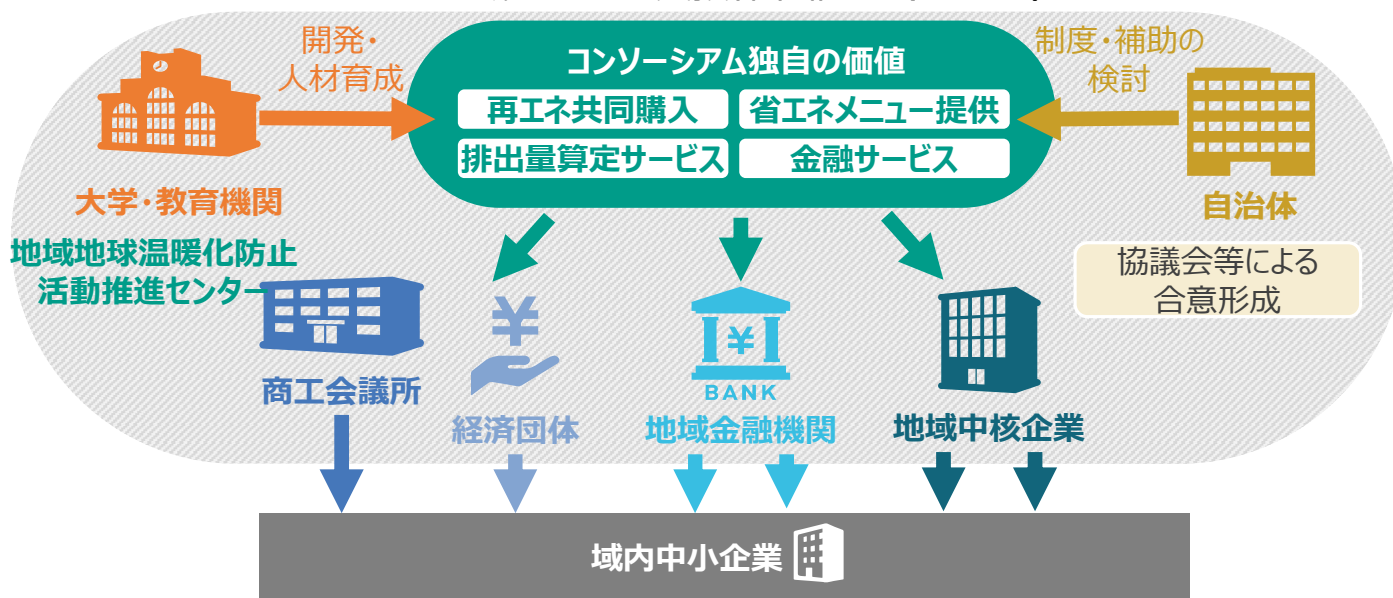 開発・
人材育成
コンソーシアム独自の価値
制度・補助の
検討
再エネ共同購入
省エネメニュー提供
排出量算定サービス
金融サービス
大学・教育機関
自治体
地域地球温暖化防止
活動推進センター
協議会等による
合意形成
¥
¥
BANK
商工会議所
経済団体
地域金融機関
地域中核企業
域内中小企業